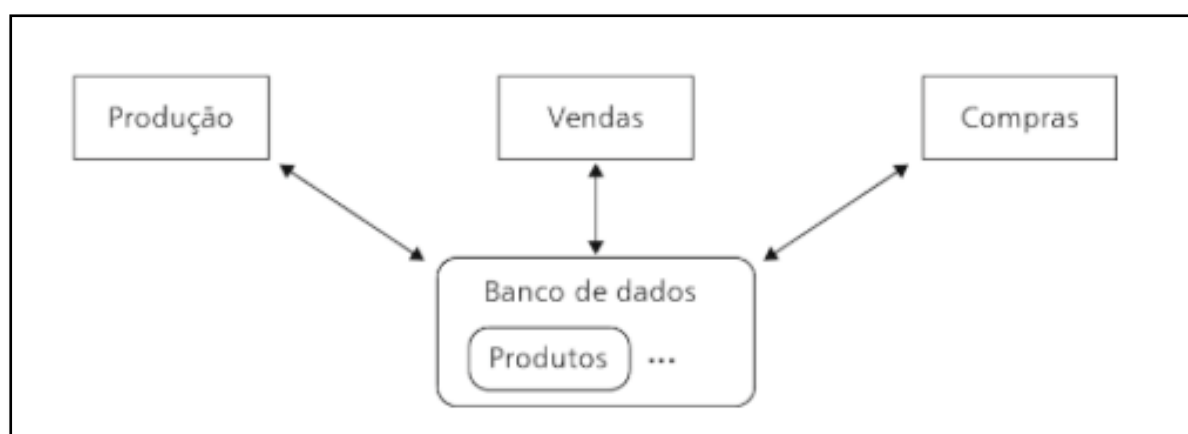 Produção
Vendas
Compras
Banco de dados
Produtos ...